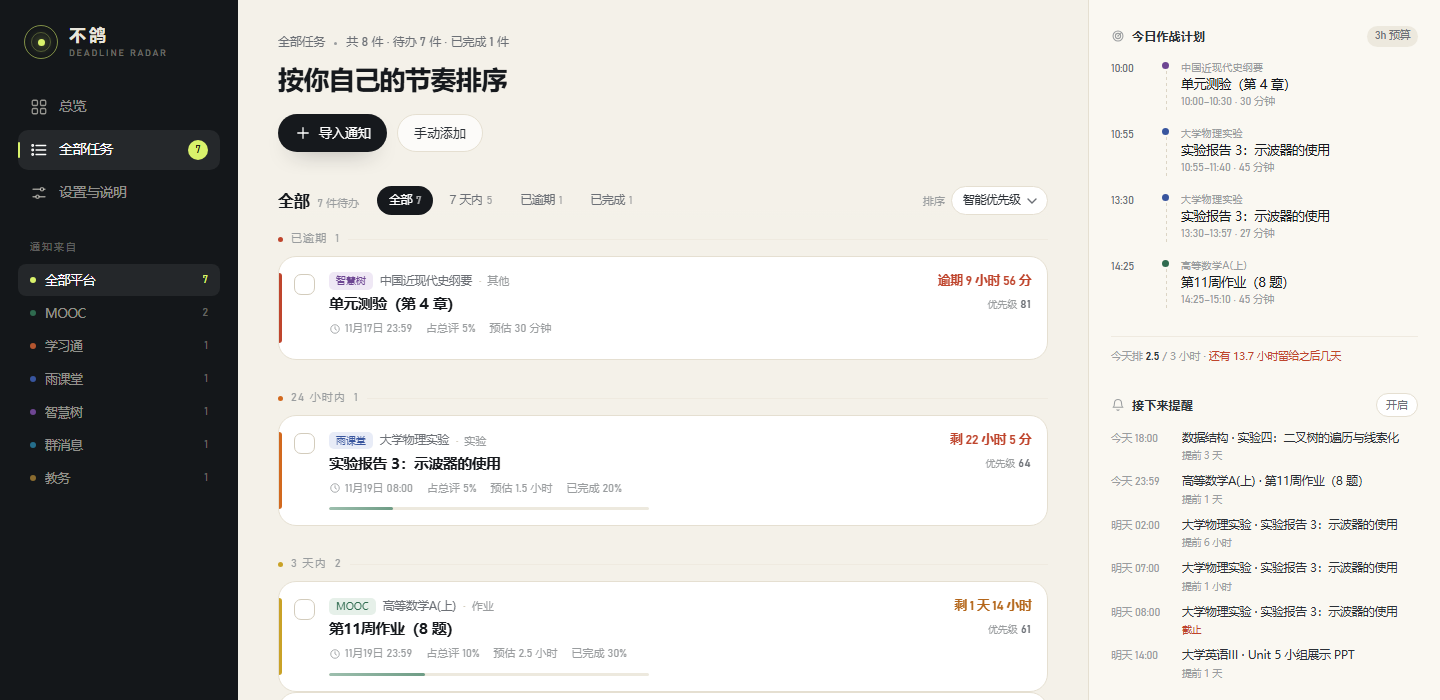 不鸽
DEADLINE RADAR
总览
全部任务 7
设置与说明
通知来自
全部平台 7
MOOC 2
学习通 1
雨课堂 1
智慧树 1
群消息 1
教务 1
全部任务 · 共 8 件 · 待办 7 件 · 已完成 1 件
按你自己的节奏排序
导入通知
手动添加
全部 7 件待办
全部 7
7 天内 5
已逾期 1
已完成 1
排序
智能优先级
已逾期 1
智慧树 中国近现代史纲要 · 其他
逾期 9 小时 56 分
单元测验（第 4 章）
优先级 81
11月17日 23:59 占总评 5% 预估 30 分钟
24 小时内 1
雨课堂 大学物理实验 · 实验
剩 22 小时 5 分
实验报告 3：示波器的使用
优先级 64
11月19日 08:00 占总评 5% 预估 1.5 小时 已完成 20%
3 天内 2
MOOC 高等数学A(上) · 作业
剩 1 天 14 小时
第11周作业（8 题）
优先级 61
11月19日 23:59 占总评 10% 预估 2.5 小时 已完成 30%
今日作战计划
3h 预算
10:00 中国近现代史纲要
单元测验（第 4 章）
10:00–10:30 · 30 分钟
10:55 大学物理实验
实验报告 3：示波器的使用
10:55–11:40 · 45 分钟
13:30 大学物理实验
实验报告 3：示波器的使用
13:30–13:57 · 27 分钟
14:25 高等数学A(上)
第11周作业（8 题）
14:25–15:10 · 45 分钟
今天排 2.5 / 3 小时 · 还有 13.7 小时留给之后几天
接下来提醒
开启
今天 18:00 数据结构 · 实验四：二叉树的遍历与线索化
提前 3 天
今天 23:59 高等数学A(上) · 第11周作业（8 题）
提前 1 天
明天 02:00 大学物理实验 · 实验报告 3：示波器的使用
提前 6 小时
明天 07:00 大学物理实验 · 实验报告 3：示波器的使用
提前 1 小时
明天 08:00 大学物理实验 · 实验报告 3：示波器的使用
截止
明天 14:00 大学英语III · Unit 5 小组展示 PPT
提前 1 天